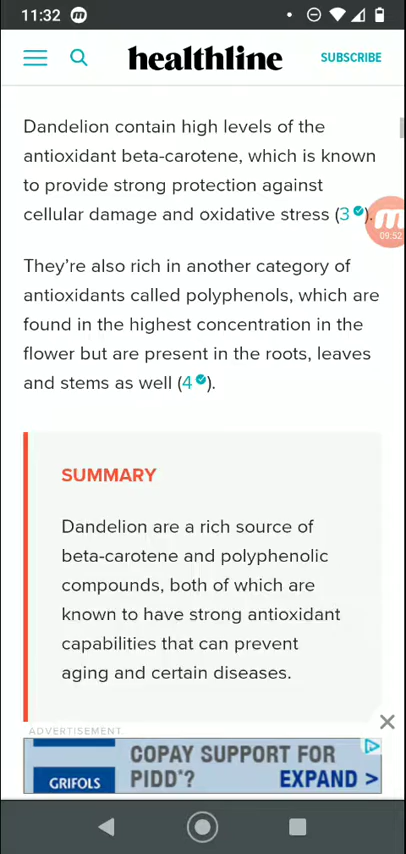 11:32
healthline
SUBSCRIBE
Dandelion contain high levels of the
antioxidant beta-carotene, which is known
to provide strong protection against
cellular damage and oxidative stress (3).
09:52
They're also rich in another category of
antioxidants called polyphenols, which are
found in the highest concentration in the
flower but are present in the roots, leaves
and stems as well (4).
SUMMARY
Dandelion are a rich source of
beta-carotene and polyphenolic
compounds, both of which are
known to have strong antioxidant
capabilities that can prevent
aging and certain diseases.
ADVERTISEMENT
COPAY SUPPORT FOR
GRIFOLS PIDD*? EXPAND >